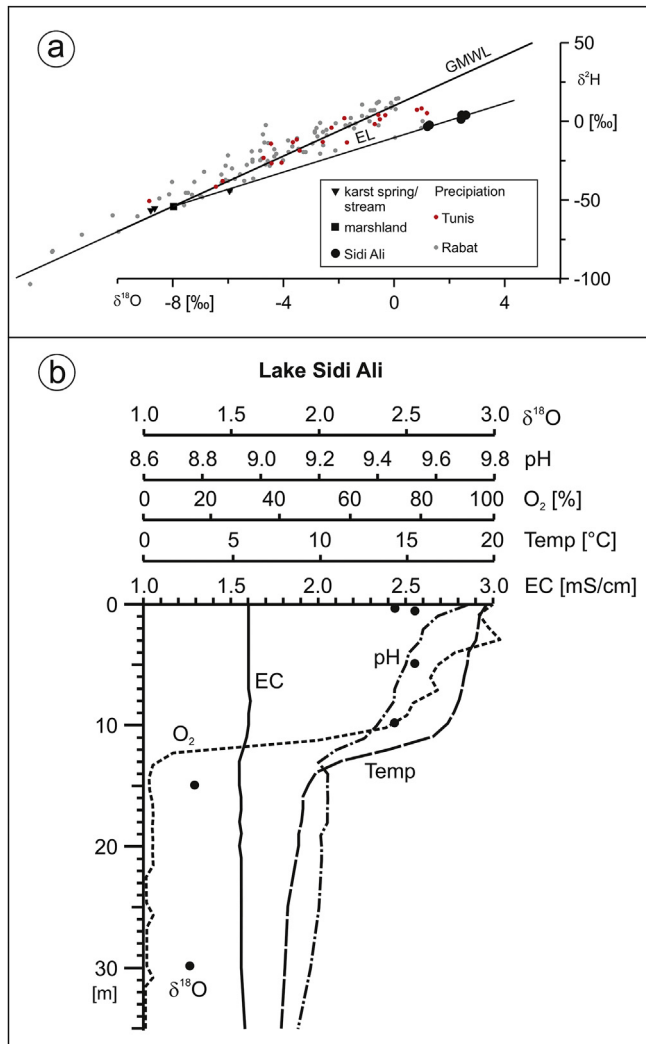 a
50
δ²H
0 [‰]
-50
-100
GMWL
EL
karst spring/
stream
marshland
Sidi Ali
Precipiation
Tunis
Rabat
δ¹⁸O
-8 [‰]
-4
0
4
b
Lake Sidi Ali
1.0 1.5 2.0 2.5 3.0 δ¹⁸O
8.6 8.8 9.0 9.2 9.4 9.6 9.8 pH
0 20 40 60 80 100 O₂ [%]
0 5 10 15 20 Temp [°C]
1.0 1.5 2.0 2.5 3.0 EC [mS/cm]
0
10
20
30
[m]
EC
pH
O₂
Temp
δ¹⁸O